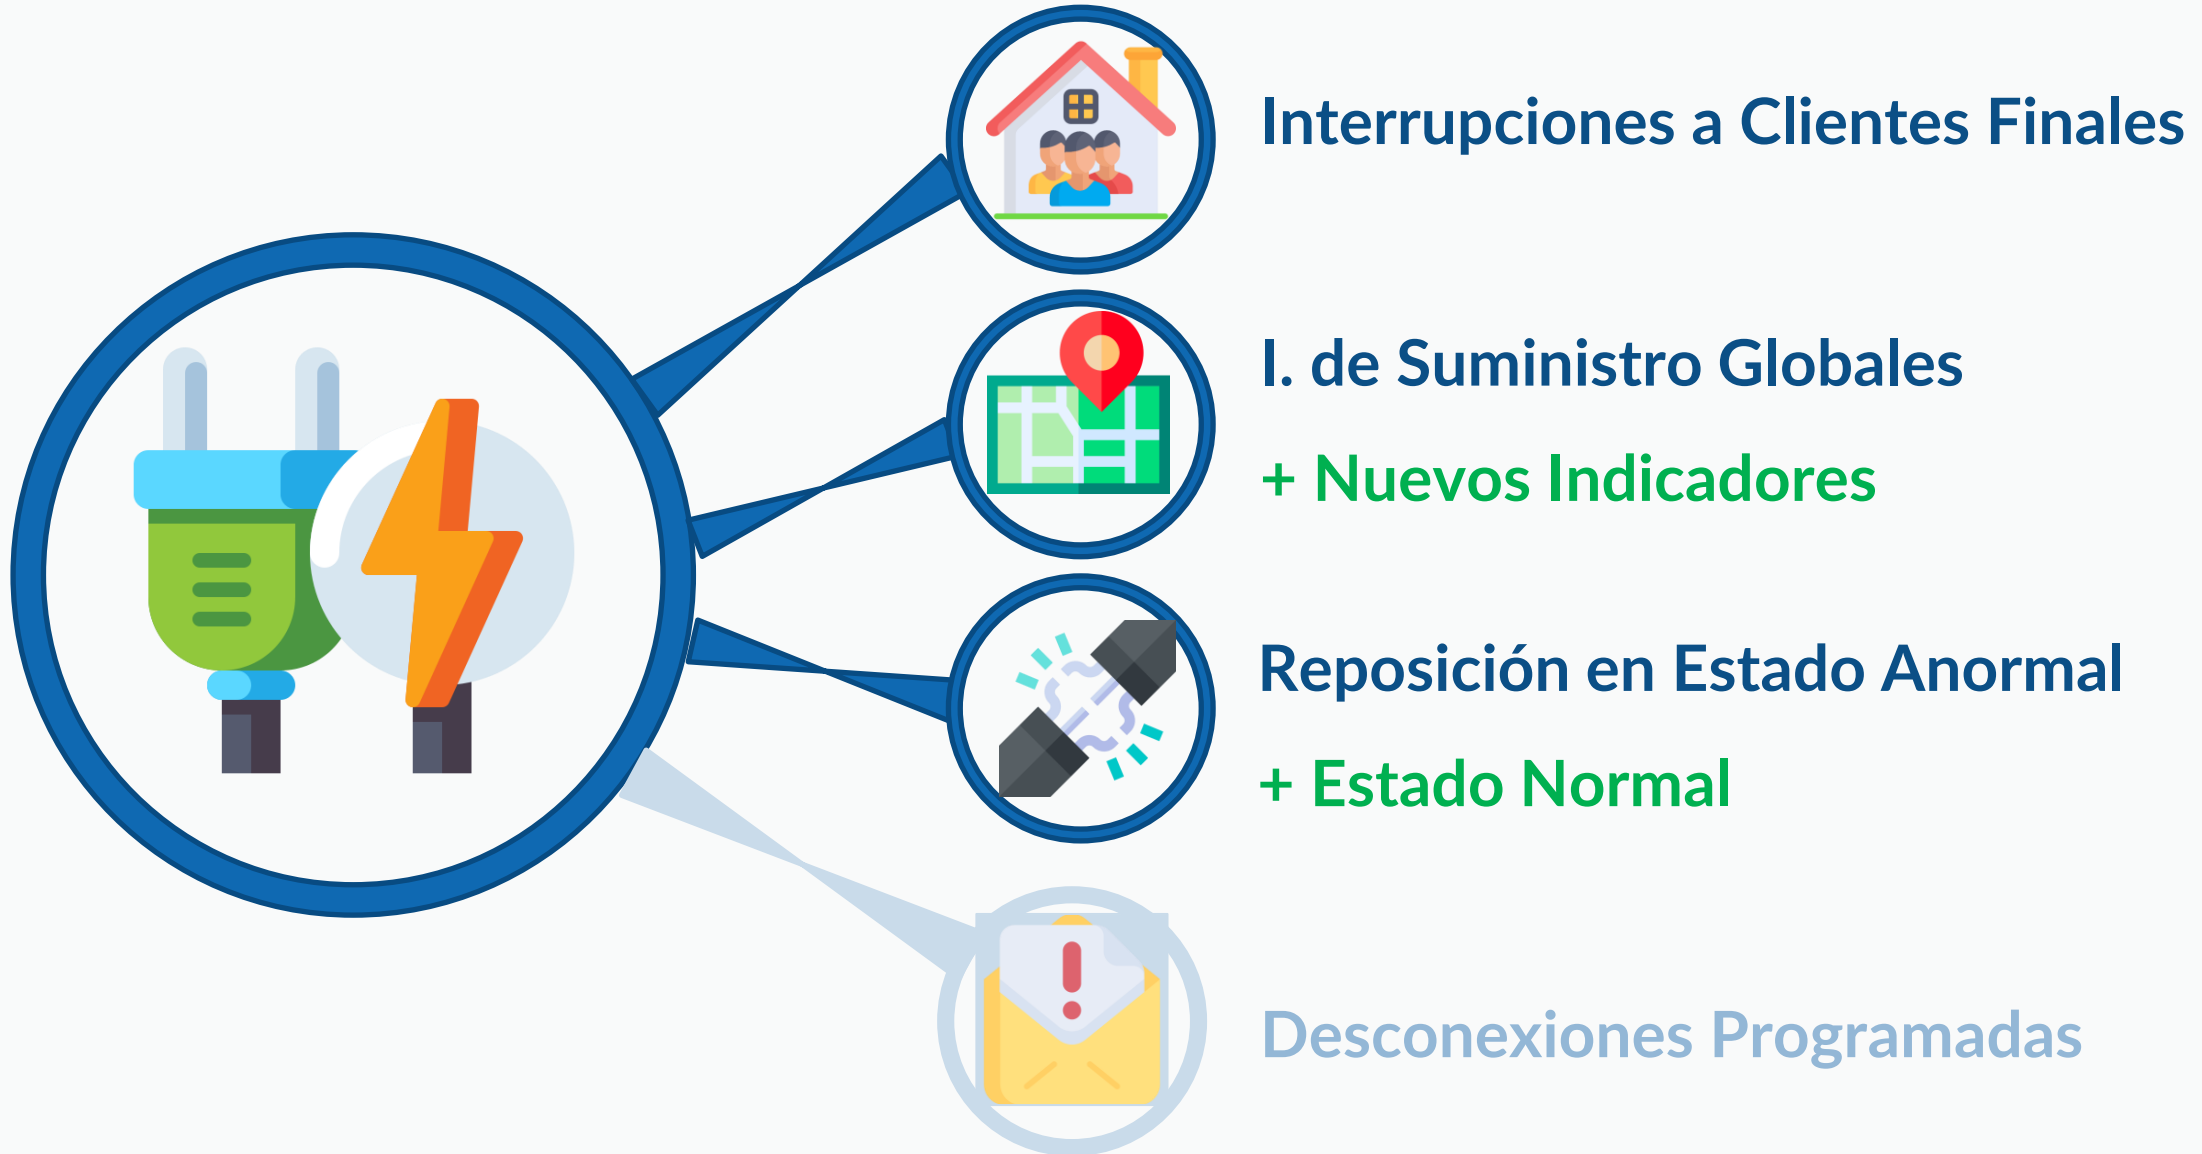 Interrupciones a Clientes Finales
I. de Suministro Globales
+ Nuevos Indicadores
Reposición en Estado Anormal
+ Estado Normal
Desconexiones Programadas